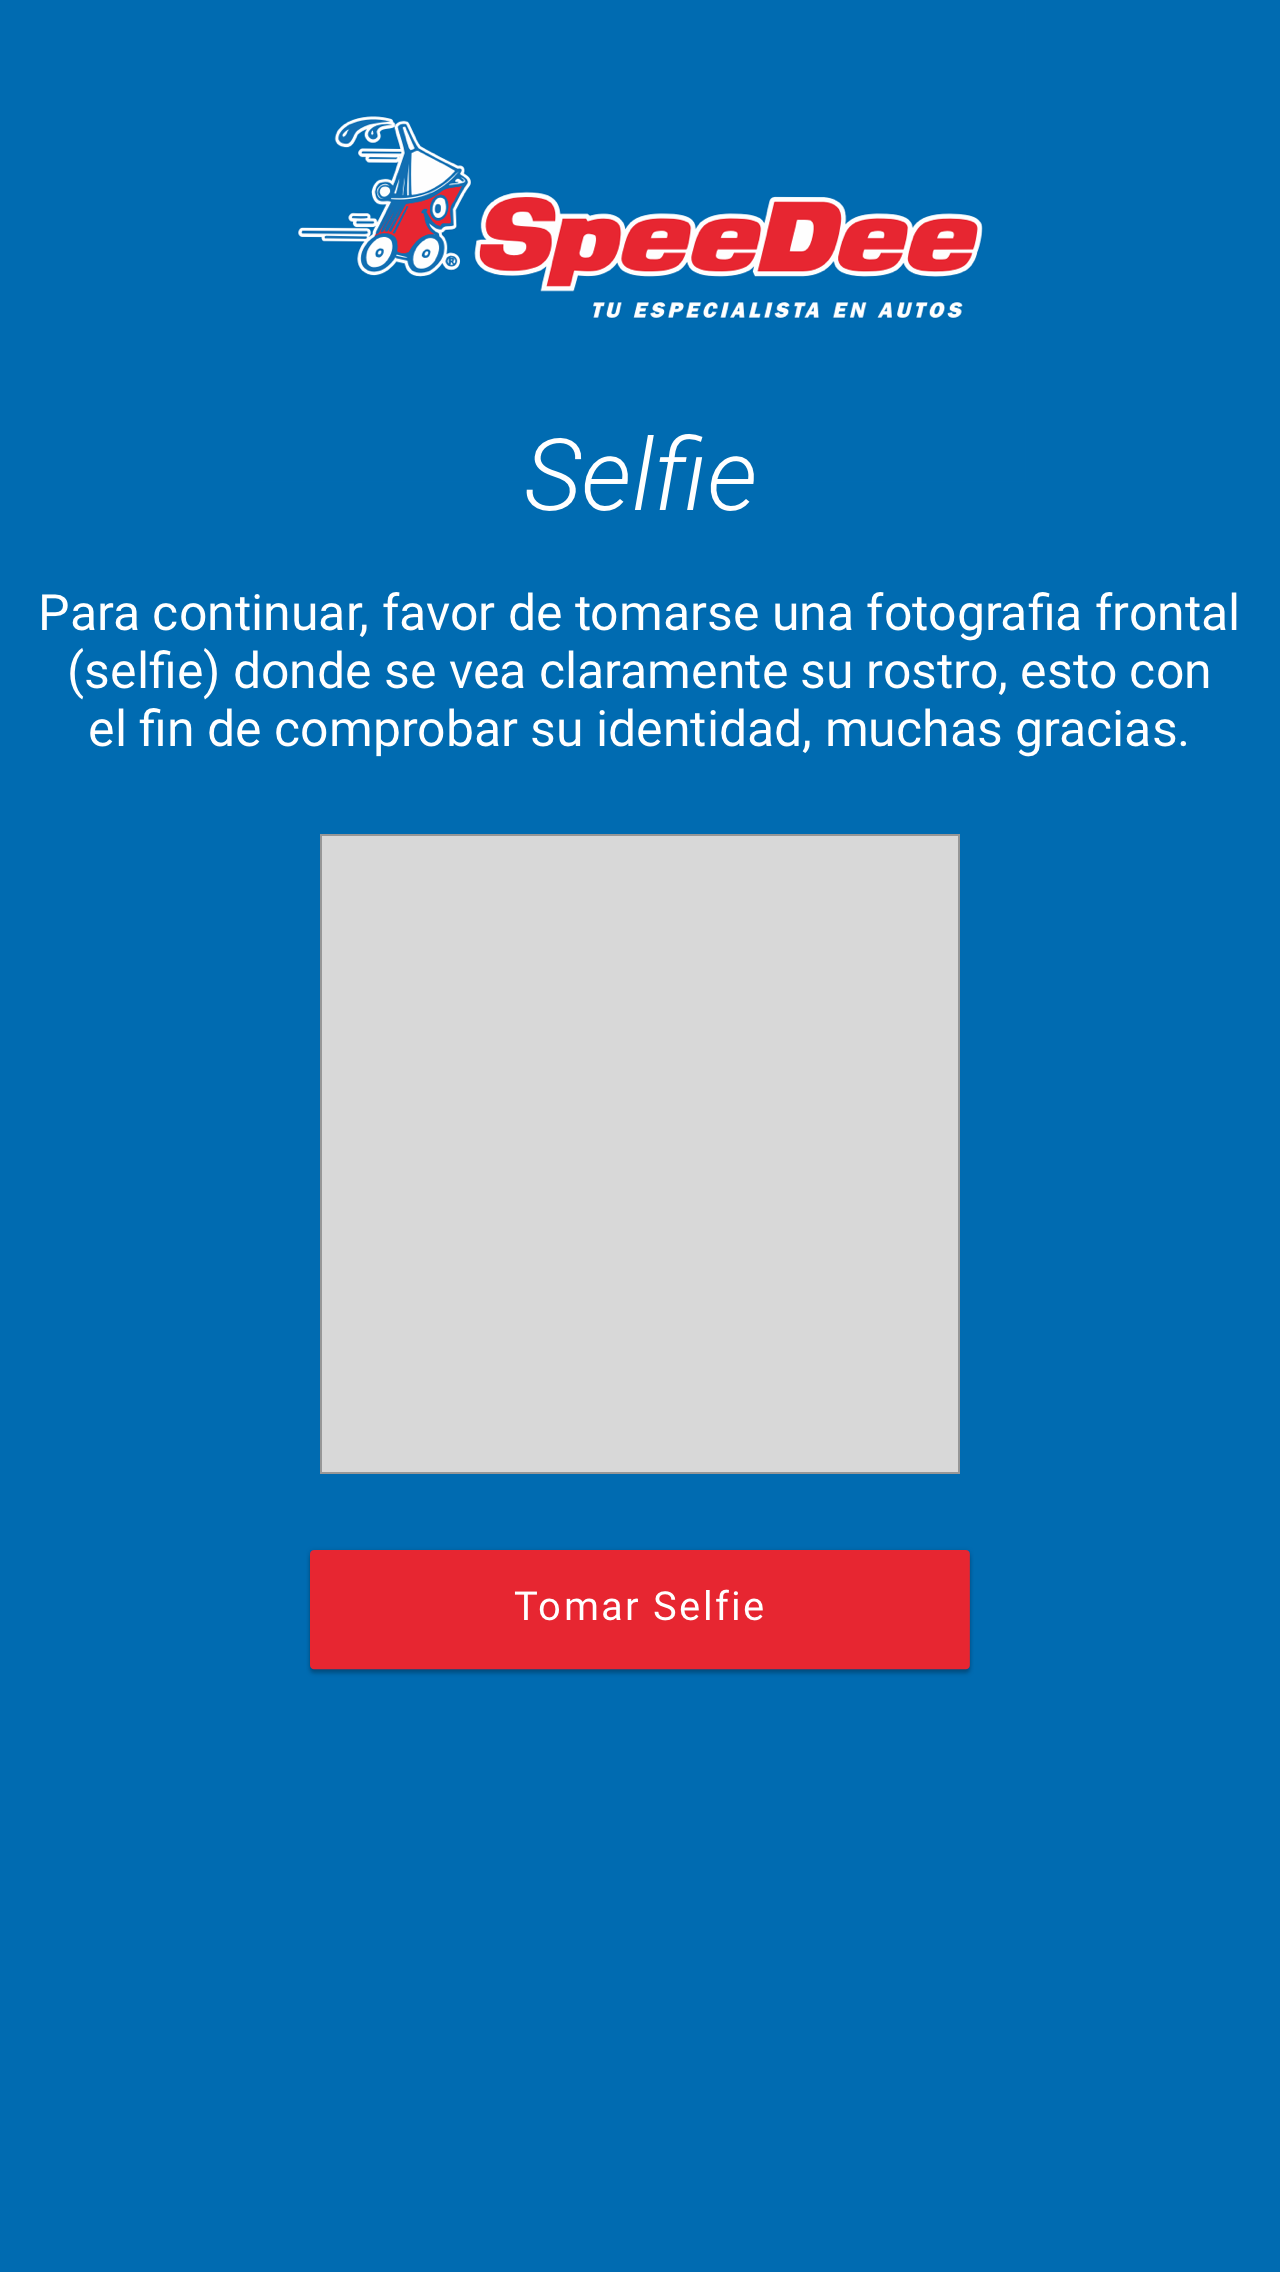 SpeeDee
®
TU ESPECIALISTA EN AUTOS
Selfie
Para continuar, favor de tomarse una fotografia frontal
(selfie) donde se vea claramente su rostro, esto con
el fin de comprobar su identidad, muchas gracias.
Tomar Selfie